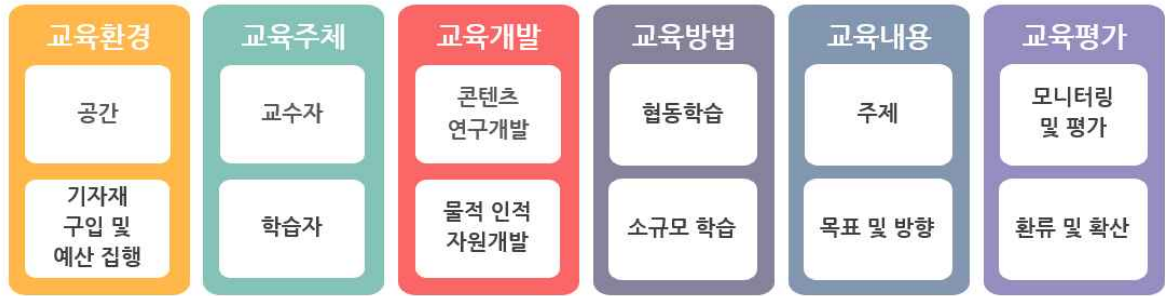 교육환경
공간
기자재
구입 및
예산 집행
교육주체
교수자
학습자
교육개발
콘텐츠
연구개발
물적 인적
자원개발
교육방법
협동학습
소규모 학습
교육내용
주제
목표 및 방향
교육평가
모니터링
및 평가
환류 및 확산